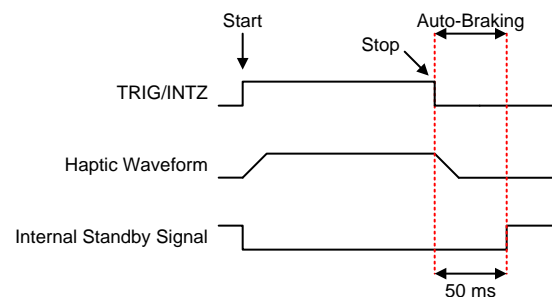 Start
Auto-Braking
Stop
TRIG/INTZ
Haptic Waveform
Internal Standby Signal
50 ms